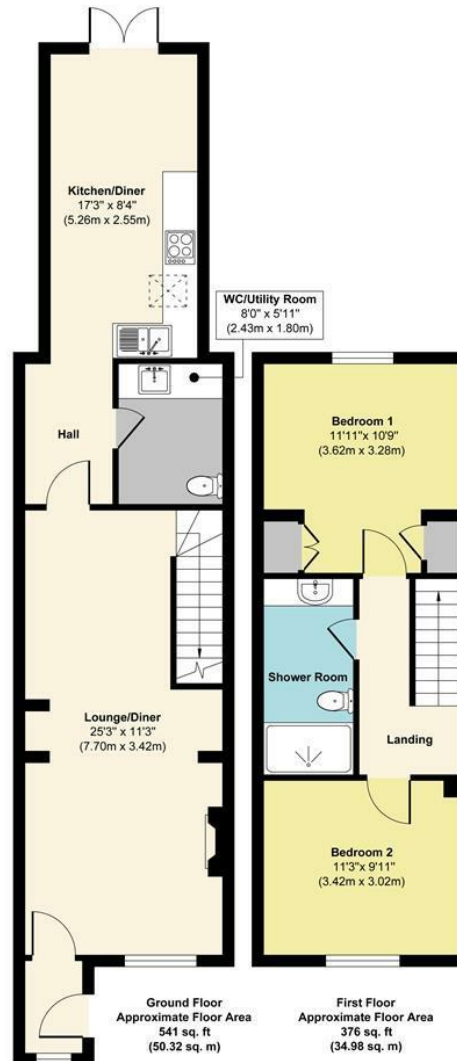 Kitchen/Diner
17'3" x 8'4"
(5.26m x 2.55m)
WC/Utility Room
8'0" x 5'11"
(2.43m x 1.80m)
Hall
Bedroom 1
11'11"x 10'9"
(3.62m x 3.28m)
Shower Room
Lounge/Diner
25'3" x 11'3"
(7.70m x 3.42m)
Landing
Bedroom 2
11'3"x 9'11"
(3.42m x 3.02m)
Ground Floor
Approximate Floor Area
541 sq. ft
(50.32 sq. m)
First Floor
Approximate Floor Area
376 sq. ft
(34.98 sq. m)